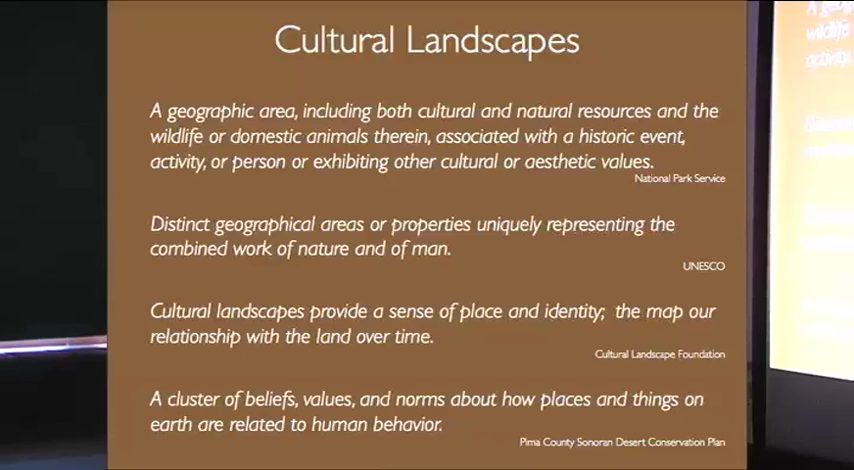 Cultural Landscapes
A geographic area, including both cultural and natural resources and the
wildlife or domestic animals therein, associated with a historic event,
activity, or person or exhibiting other cultural or aesthetic values.
National Park Service
Distinct geographical areas or properties uniquely representing the
combined work of nature and of man.
UNESCO
Cultural landscapes provide a sense of place and identity; the map our
relationship with the land over time.
Cultural Landscape Foundation
A cluster of beliefs, values, and norms about how places and things on
earth are related to human behavior.
Pima County Sonoran Desert Conservation Plan
wildlife
activity,